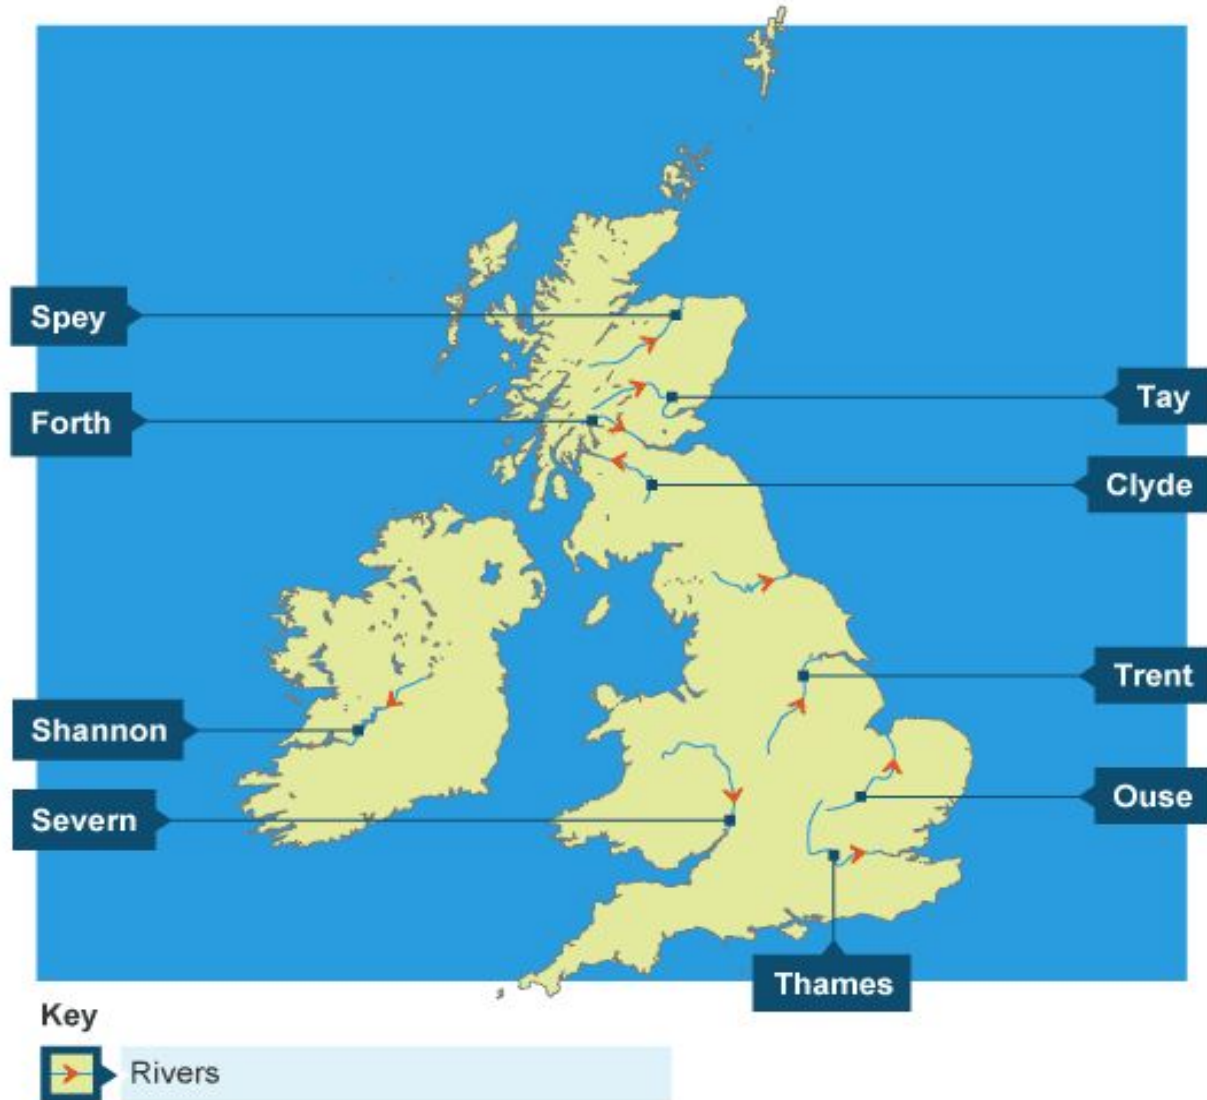 Spey
Tay
Forth
Clyde
Trent
Shannon
Ouse
Severn
Thames
Key
Rivers